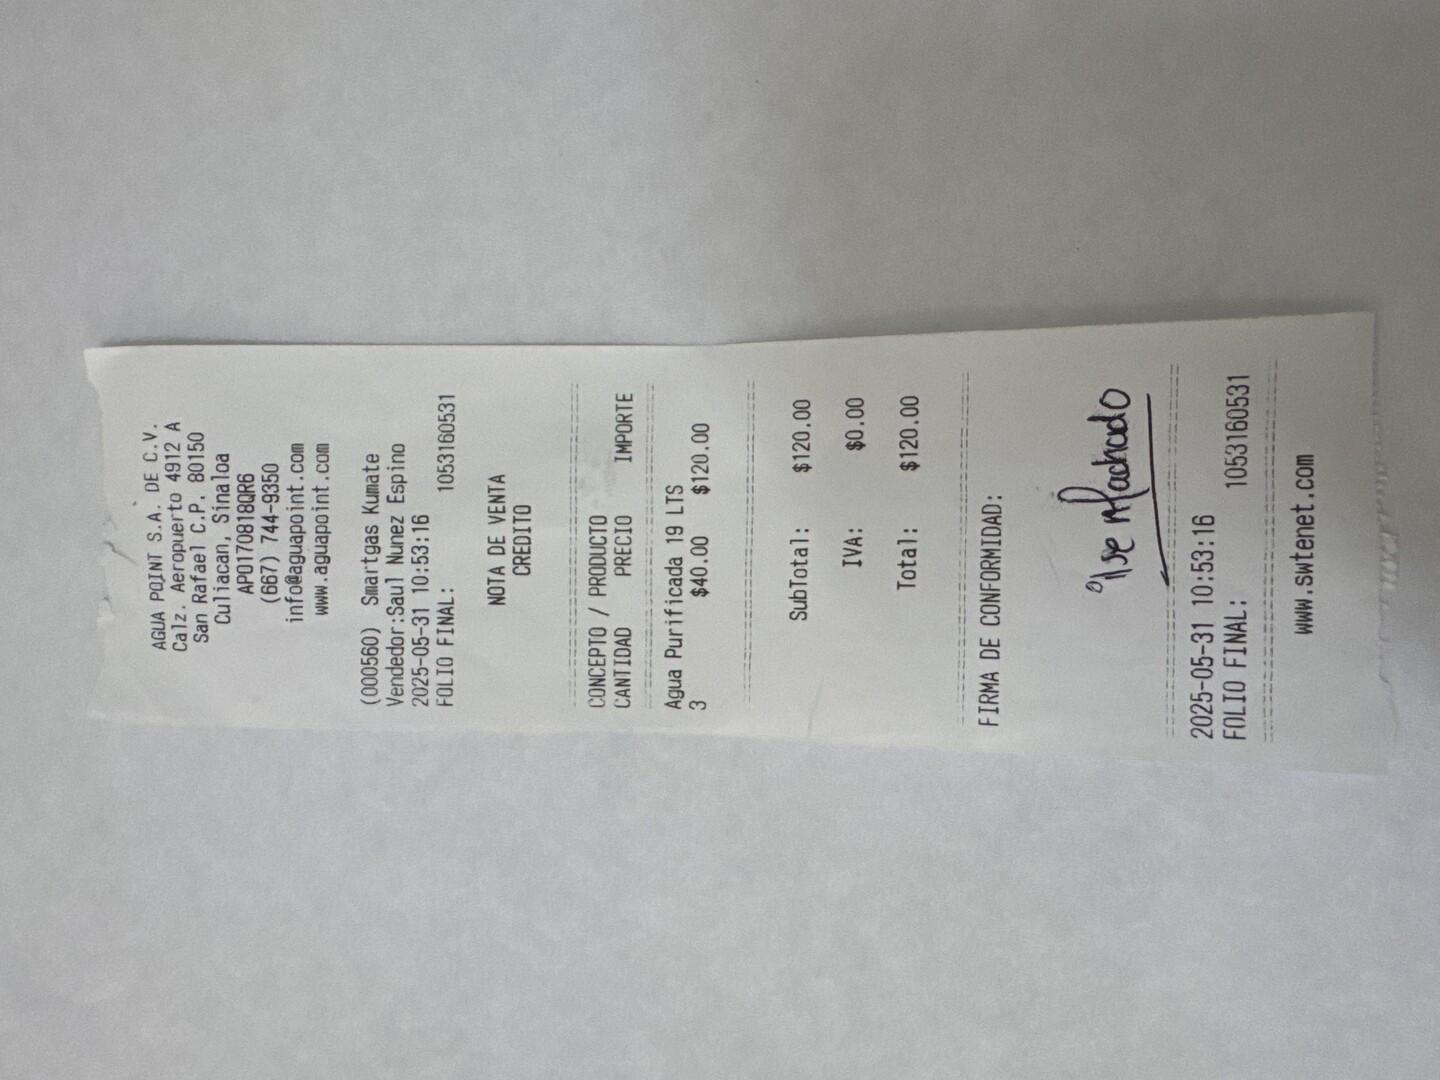 AGUA POINT S.A. DE C.V.
Calz. Aeropuerto 4912 A
San Rafael C.P. 80150
Culiacan, Sinaloa
APO170818QR6
(667) 744-9350
info@aguapoint.com
www.aguapoint.com
(000560) Smartgas Kumate
Vendedor:Saul Nunez Espino
2025-05-31 10:53:16
FOLIO FINAL: 1053160531
NOTA DE VENTA
CREDITO
CONCEPTO / PRODUCTO
CANTIDAD PRECIO IMPORTE
Agua Purificada 19 LTS
3 $40.00 $120.00
SubTotal: $120.00
IVA: $0.00
Total: $120.00
FIRMA DE CONFORMIDAD:
Machado
2025-05-31 10:53:16
FOLIO FINAL: 1053160531
www.swtenet.com